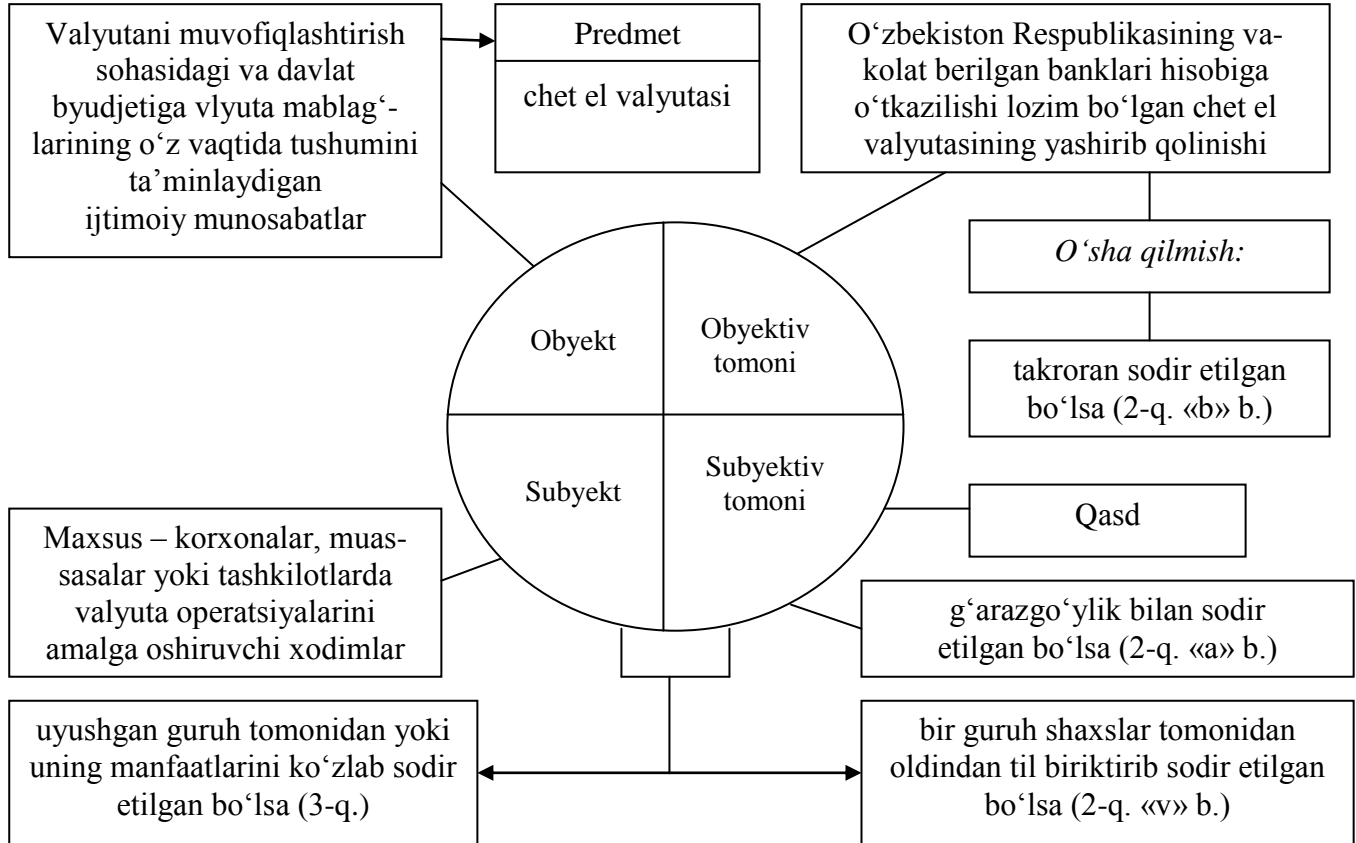 Valyutani muvofiqlashtirish
sohasidagi va davlat
byudjetiga vlyuta mablag‘-
larining o‘z vaqtida tushumini
ta’minlaydigan
ijtimoiy munosabatlar
Predmet
chet el valyutasi
O‘zbekiston Respublikasining va-
kolat berilgan banklari hisobiga
o‘tkazilishi lozim bo‘lgan chet el
valyutasining yashirib qolinishi
O‘sha qilmish:
takroran sodir etilgan
bo‘lsa (2-q. «b» b.)
Obyekt
Obyektiv
tomoni
Subyekt
Subyektiv
tomoni
Maxsus – korxonalar, muas-
sasalar yoki tashkilotlarda
valyuta operatsiyalarini
amalga oshiruvchi xodimlar
Qasd
g‘arazgo‘ylik bilan sodir
etilgan bo‘lsa (2-q. «a» b.)
uyushgan guruh tomonidan yoki
uning manfaatlarini ko‘zlab sodir
etilgan bo‘lsa (3-q.)
bir guruh shaxslar tomonidan
oldindan til biriktirib sodir etilgan
bo‘lsa (2-q. «v» b.)